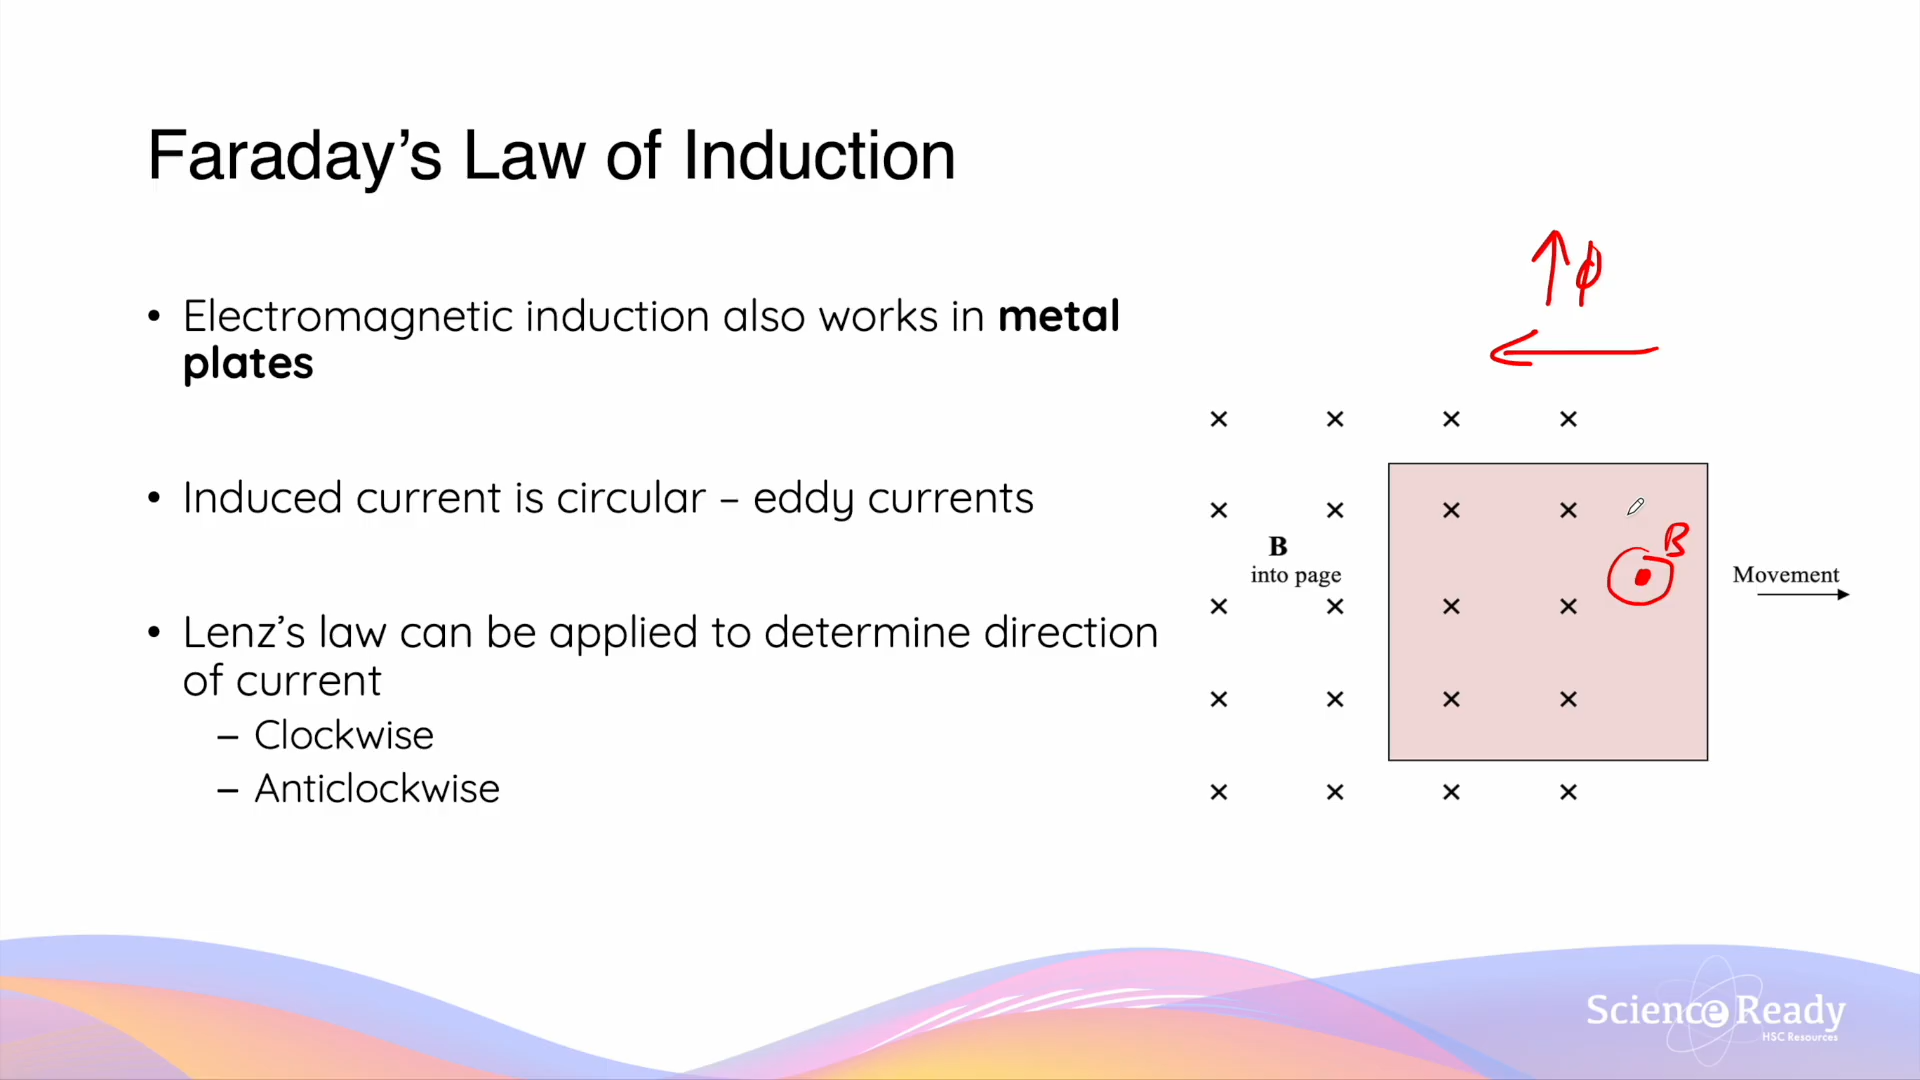 Faraday’s Law of Induction
• Electromagnetic induction also works in metal
plates
• Induced current is circular – eddy currents
• Lenz’s law can be applied to determine direction
of current
– Clockwise
– Anticlockwise
↑ϕ
× × × ×
× × × ×
B
into page
B
Movement
× × × ×
× × × ×
× × × ×
Science Ready
HSC Resources